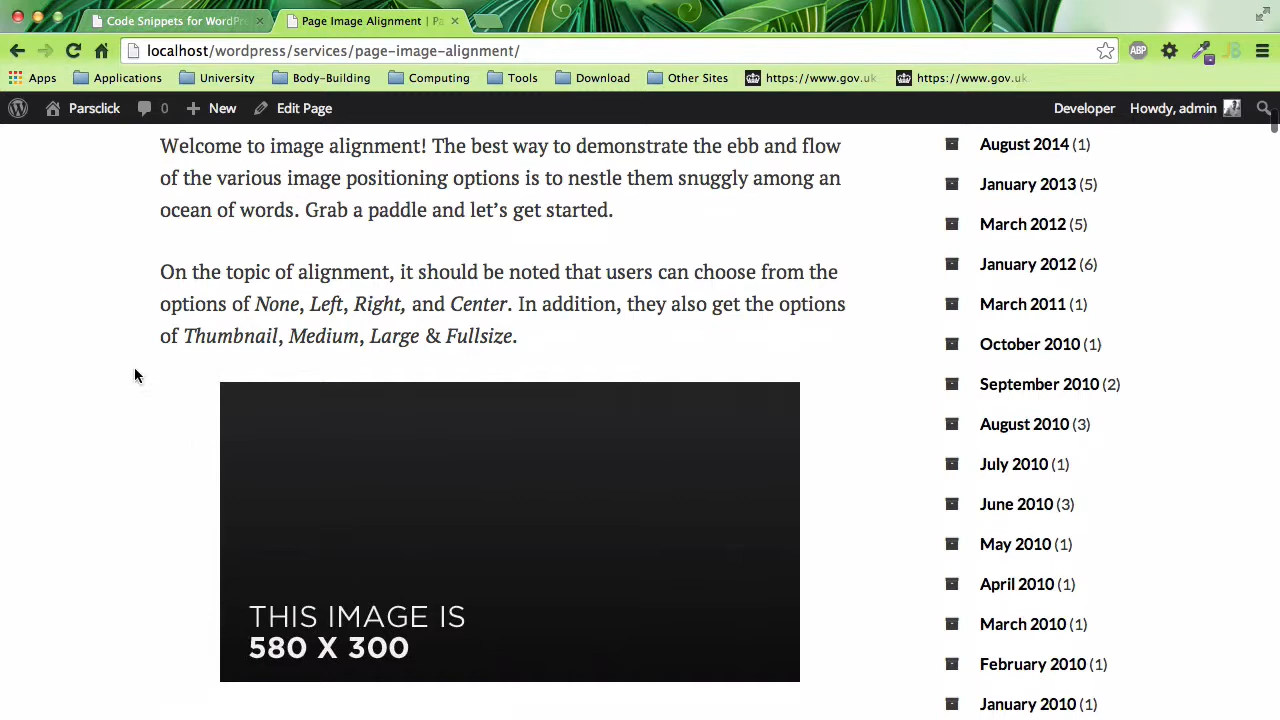 Code Snippets for WordPre
Page Image Alignment | Pa
localhost/wordpress/services/page-image-alignment/
ABP
JB
Apps
Applications
University
Body-Building
Computing
Tools
Download
Other Sites
https://www.gov.uk
https://www.gov.uk
Parsclick
0
New
Edit Page
Developer
Howdy, admin
Welcome to image alignment! The best way to demonstrate the ebb and flow
of the various image positioning options is to nestle them snuggly among an
ocean of words. Grab a paddle and let’s get started.
On the topic of alignment, it should be noted that users can choose from the
options of None, Left, Right, and Center. In addition, they also get the options
of Thumbnail, Medium, Large & Fullsize.
THIS IMAGE IS
580 X 300
August 2014 (1)
January 2013 (5)
March 2012 (5)
January 2012 (6)
March 2011 (1)
October 2010 (1)
September 2010 (2)
August 2010 (3)
July 2010 (1)
June 2010 (3)
May 2010 (1)
April 2010 (1)
March 2010 (1)
February 2010 (1)
January 2010 (1)